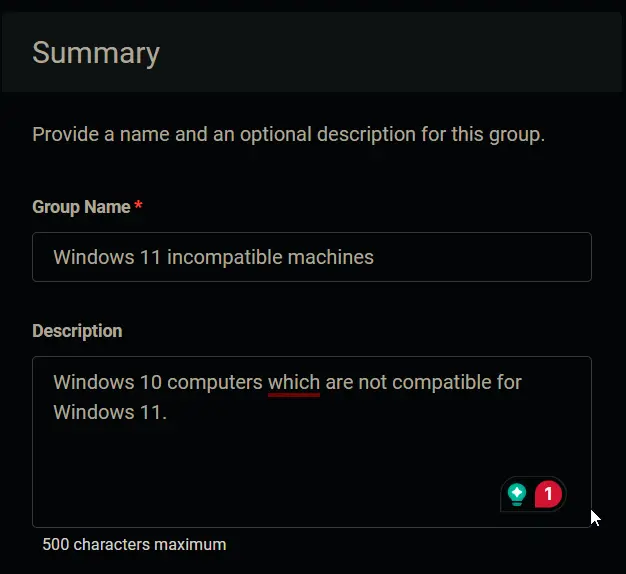 Summary
Provide a name and an optional description for this group.
Group Name *
Windows 11 incompatible machines
Description
Windows 10 computers which are not compatible for
Windows 11.
1
500 characters maximum